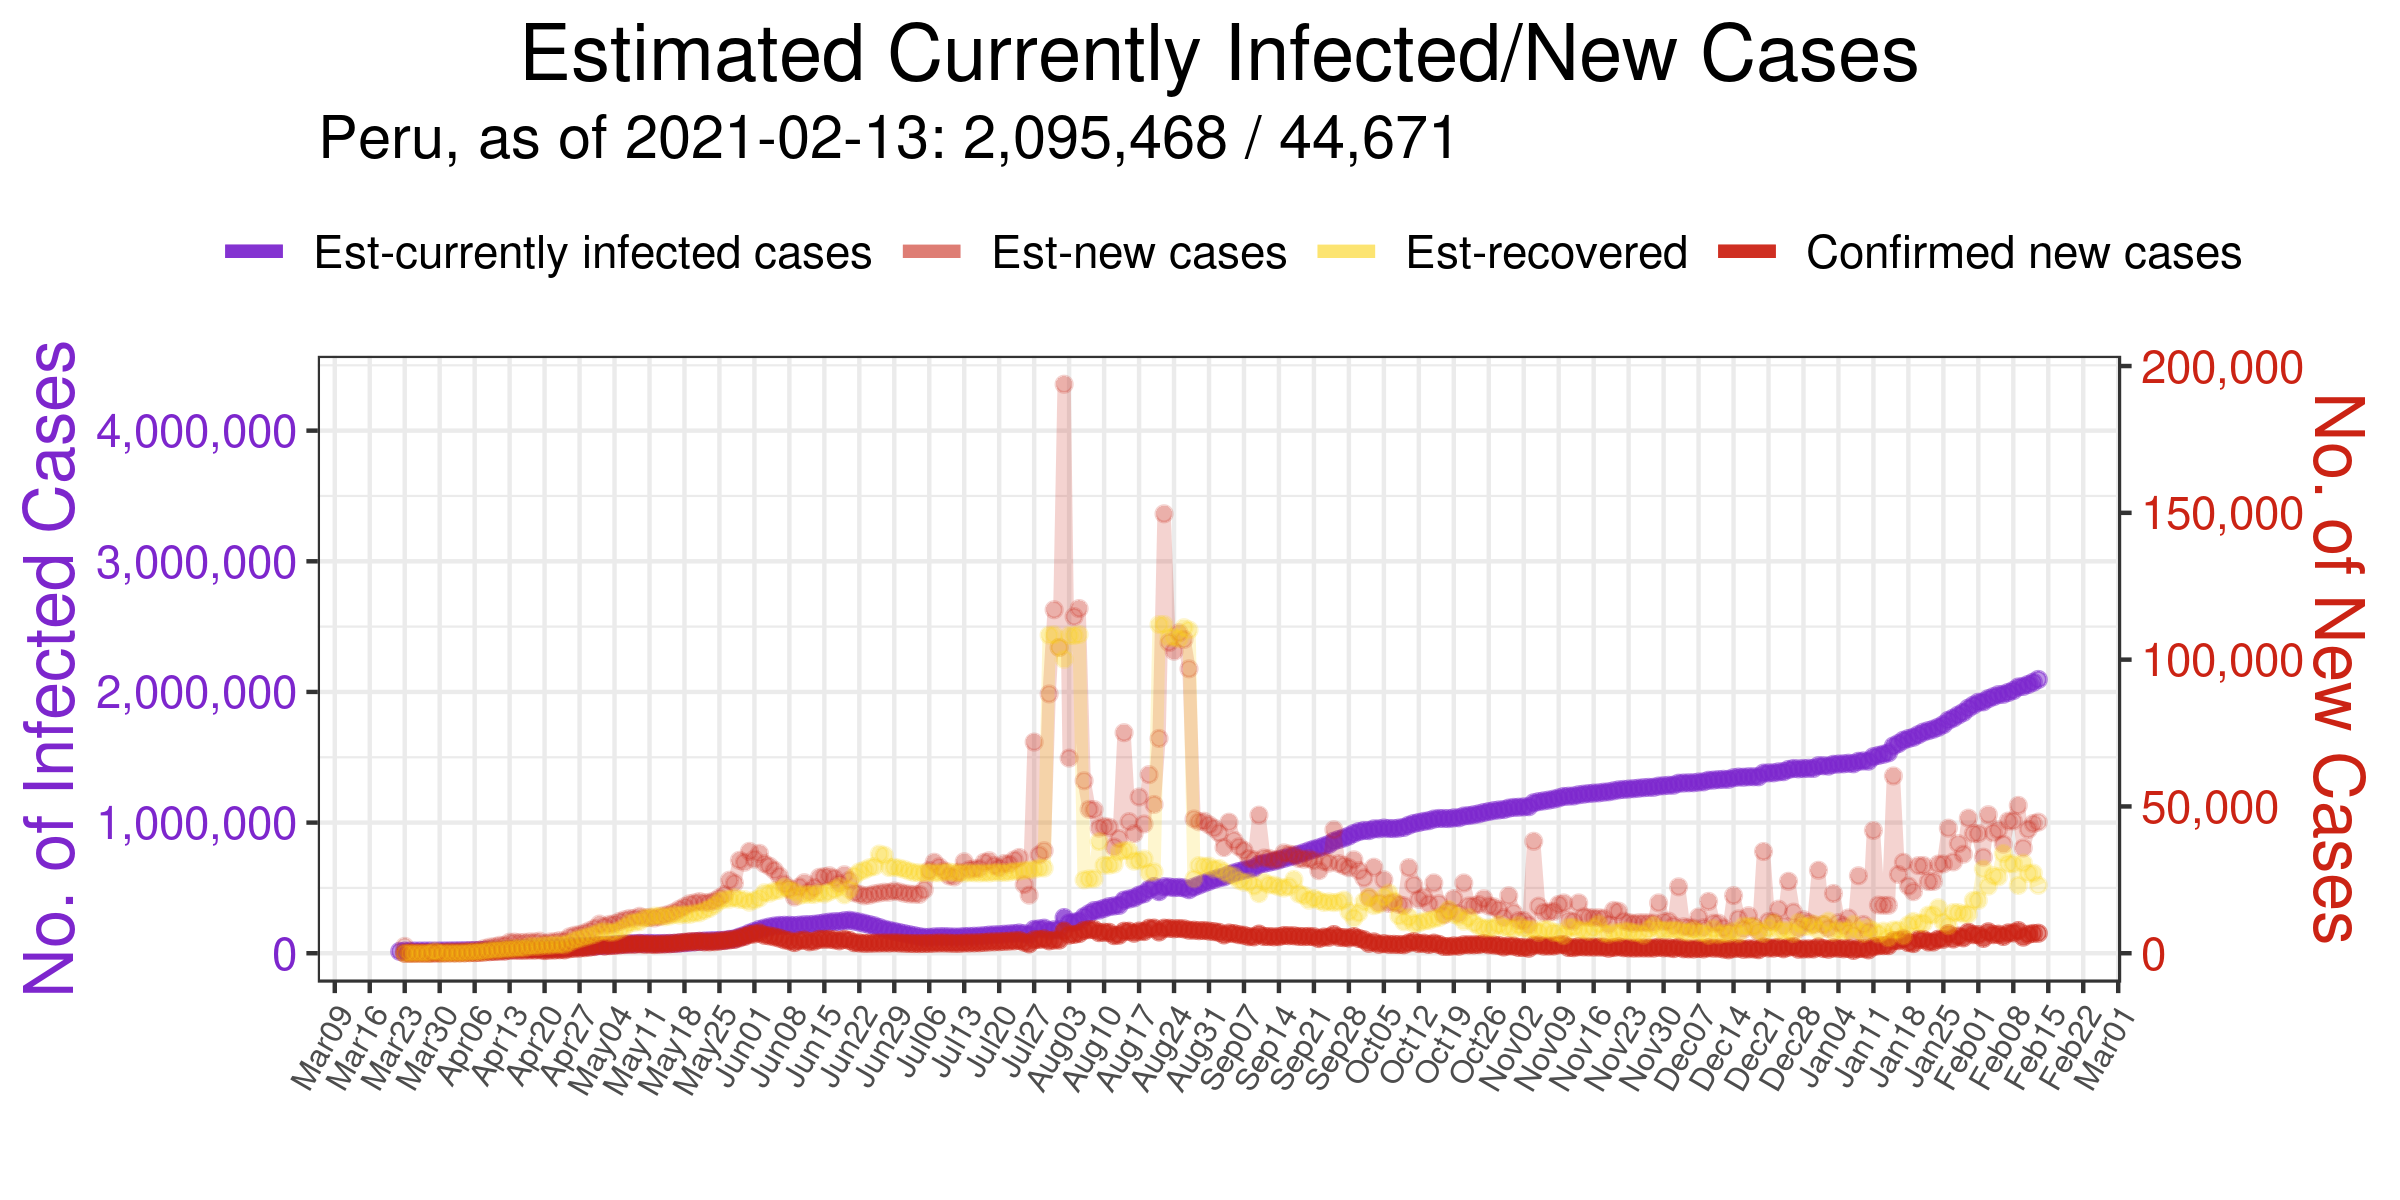 Estimated Currently Infected/New Cases
Peru, as of 2021-02-13: 2,095,468 / 44,671
Est-currently infected cases Est-new cases Est-recovered Confirmed new cases
No. of Infected Cases
4,000,000
3,000,000
2,000,000
1,000,000
0
200,000
150,000
100,000
50,000
0
No. of New Cases
Mar09 Mar16 Mar23 Mar30 Apr06 Apr13 Apr20 Apr27 May04 May11 May18 May25 Jun01 Jun08 Jun15 Jun22 Jun29 Jul06 Jul13 Jul20 Jul27 Aug03 Aug10 Aug17 Aug24 Aug31 Sep07 Sep14 Sep21 Sep28 Oct05 Oct12 Oct19 Oct26 Nov02 Nov09 Nov16 Nov23 Nov30 Dec07 Dec14 Dec21 Dec28 Jan04 Jan11 Jan18 Jan25 Feb01 Feb08 Feb15 Feb22 Mar01